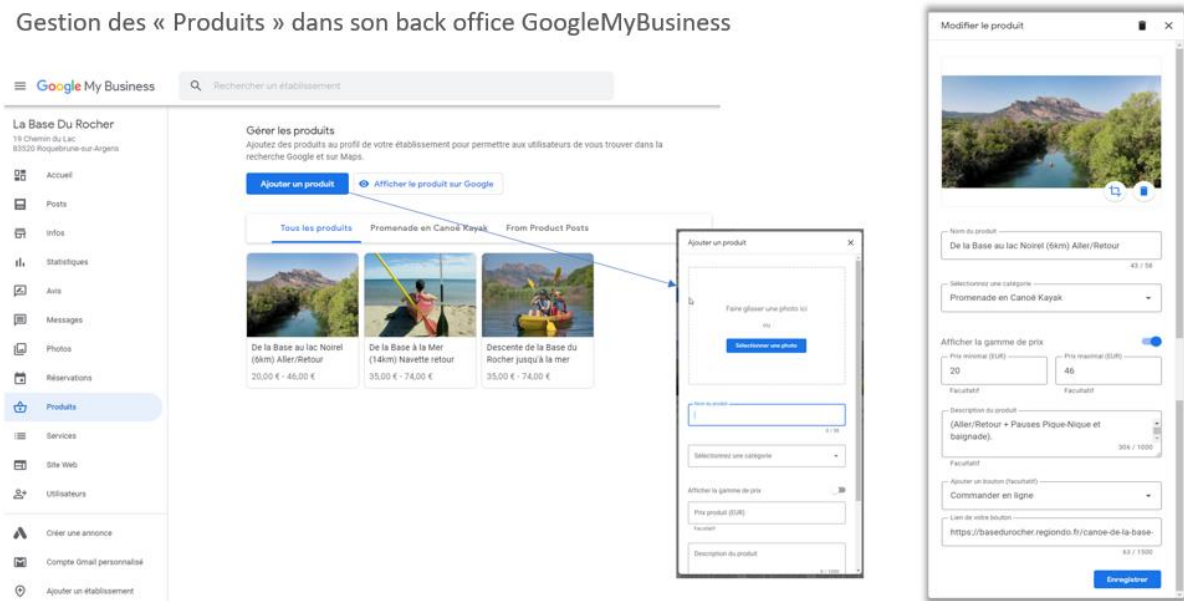 Gestion des « Produits » dans son back office GoogleMyBusiness
Google My Business
Rechercher un établissement
La Base Du Rocher
19 Chemin du Lac
83520 Roquebrune-sur-Argens
Accueil
Posts
Infos
Statistiques
Avis
Messages
Photos
Réservations
Produits
Services
Site Web
Utilisateurs
Créer une annonce
Compte Gmail personnalisé
Ajouter un établissement
Gérer les produits
Ajoutez des produits au profil de votre établissement pour permettre aux utilisateurs de vous trouver dans la
recherche Google et sur Maps.
Ajouter un produit
Afficher le produit sur Google
Tous les produits
Promenade en Canoë Kayak
From Product Posts
De la Base au lac Noirel
(6km) Aller/Retour
20,00 € - 46,00 €
De la Base à la Mer
(14km) Navette retour
35,00 € - 74,00 €
Descente de la Base du
Rocher jusqu'à la mer
35,00 € - 74,00 €
Ajouter un produit
Faire glisser une photo ici
ou
Sélectionner une photo
Nom du produit
0 / 58
Sélectionnez une catégorie
Afficher la gamme de prix
Prix produit (EUR)
Facultatif
Description du produit
0 / 1000
Modifier le produit
Nom du produit
De la Base au lac Noirel (6km) Aller/Retour
43 / 58
Sélectionnez une catégorie
Promenade en Canoë Kayak
Afficher la gamme de prix
Prix minimal (EUR)
20
Facultatif
Prix maximal (EUR)
46
Facultatif
Description du produit
(Aller/Retour + Pauses Pique-Nique et
baignade).
304 / 1000
Facultatif
Ajouter un bouton (facultatif)
Commander en ligne
Lien de votre bouton
https://basedurocher.regiondo.fr/canoe-de-la-base-
63 / 1500
Enregistrer